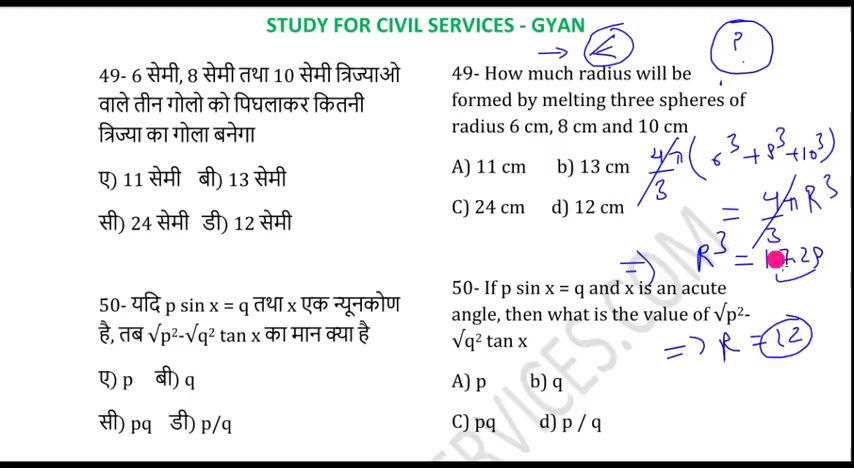 STUDY FOR CIVIL SERVICES - GYAN
49- 6 सेमी, 8 सेमी तथा 10 सेमी त्रिज्याओ
वाले तीन गोलो को पिघलाकर कितनी
त्रिज्या का गोला बनेगा
ए) 11 सेमी बी) 13 सेमी
सी) 24 सेमी डी) 12 सेमी
50- यदि p sin x = q तथा x एक न्यूनकोण
है, तब √p²-√q² tan x का मान क्या है
ए) p बी) q
सी) pq डी) p/q
49- How much radius will be
formed by melting three spheres of
radius 6 cm, 8 cm and 10 cm
A) 11 cm b) 13 cm
C) 24 cm d) 12 cm
50- If p sin x = q and x is an acute
angle, then what is the value of √p²-
√q² tan x
A) p b) q
C) pq d) p / q
?
4/3 π (6³ + 8³ + 10³)
= 4/3 π R³
⇒ R³ = 1728
⇒ R = 12
SERVICES.COM